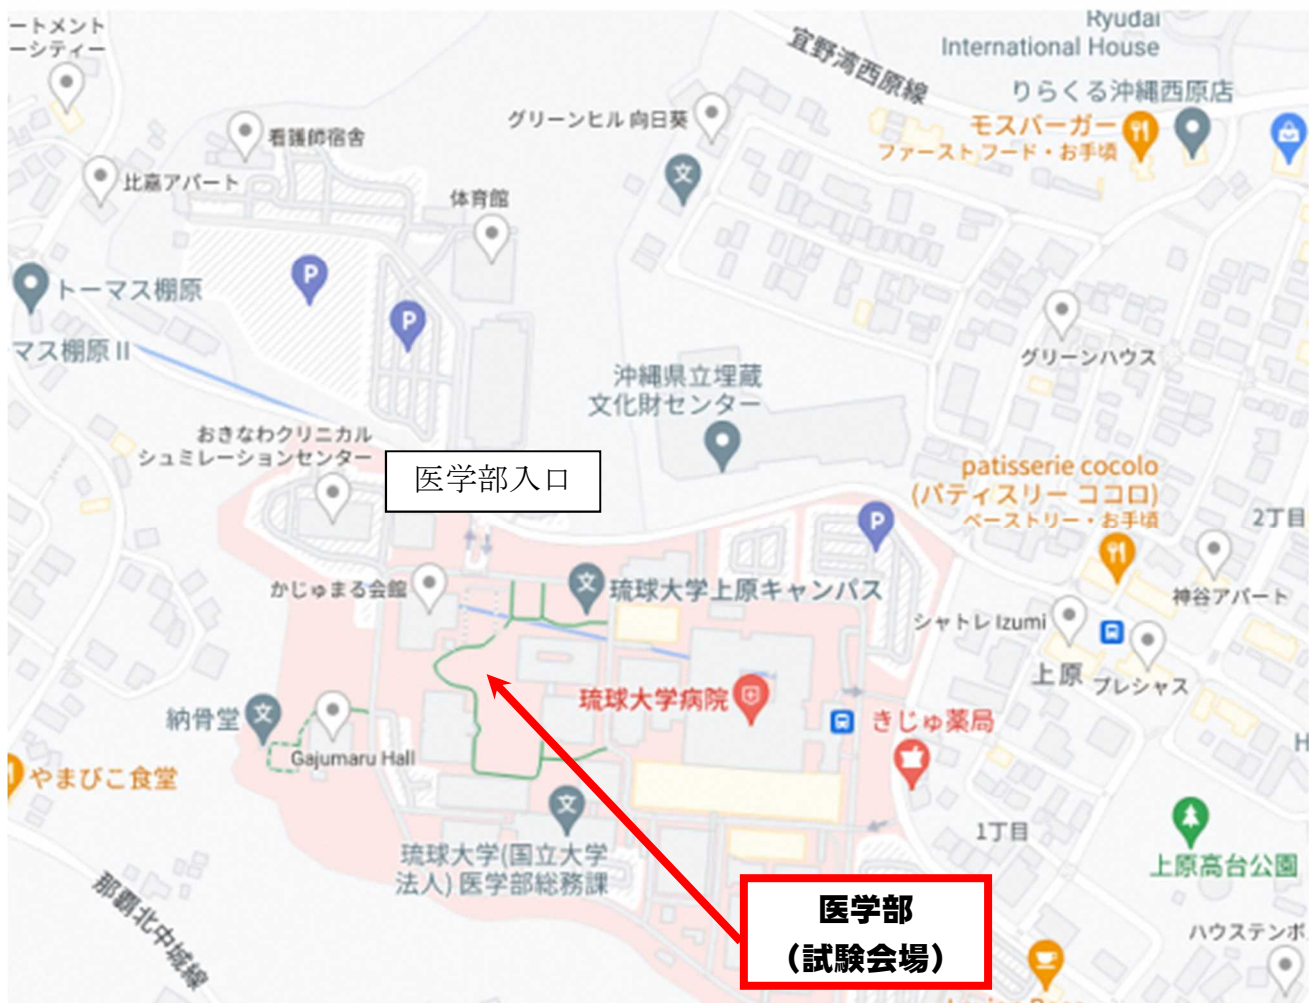 ートメント
ーシティー
Ryudai
International House
宜野湾西原線
りらくる沖縄西原店
グリーンヒル 向日葵
モスバーガー
ファースト フード・お手頃
看護師宿舎
比嘉アパート
体育館
P
トーマス棚原
P
マス棚原 II
グリーンハウス
沖縄県立埋蔵
文化財センター
おきなわクリニカル
シュミレーションセンター
医学部入口
patisserie cocolo
(パティスリー ココロ)
ペーストリー・お手頃
P
2丁目
かじゅまる会館
文
琉球大学上原キャンパス
神谷アパート
シャトレ Izumi
上原
プレシャス
琉球大学病院
納骨堂
文
きじゅ薬局
Gajumaru Hall
H
やまびこ食堂
文
1丁目
琉球大学(国立大学
法人) 医学部総務課
上原高台公園
那覇北中城線
医学部
（試験会場）
ハウステンボ